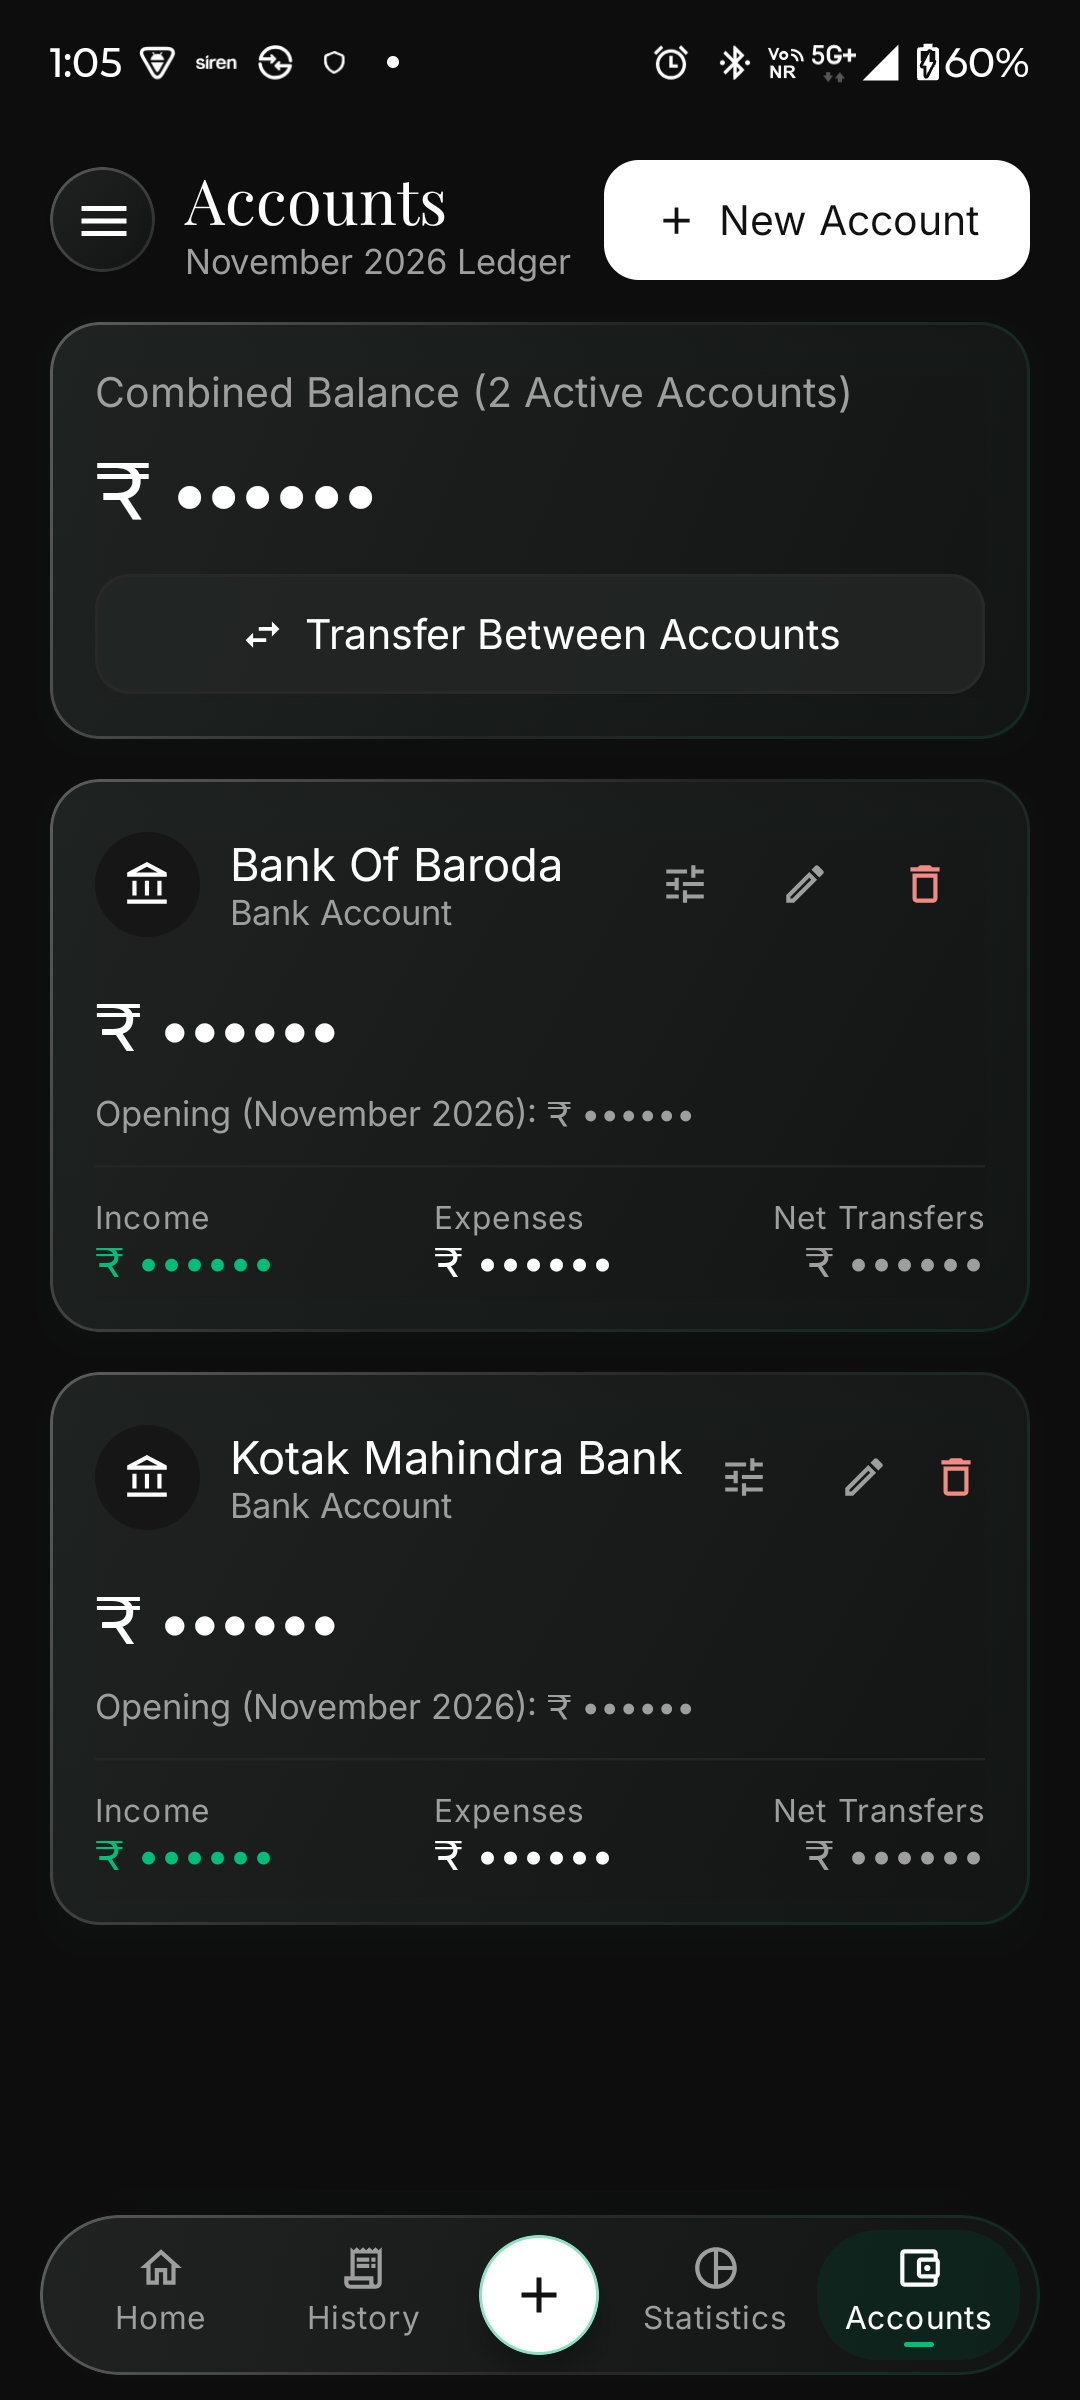 1:05 siren VoNR 5G+ 60%
Accounts
November 2026 Ledger
+ New Account
Combined Balance (2 Active Accounts)
₹ ••••••
Transfer Between Accounts
Bank Of Baroda
Bank Account
₹ ••••••
Opening (November 2026): ₹ ••••••
Income Expenses Net Transfers
₹ •••••• ₹ •••••• ₹ ••••••
Kotak Mahindra Bank
Bank Account
₹ ••••••
Opening (November 2026): ₹ ••••••
Income Expenses Net Transfers
₹ •••••• ₹ •••••• ₹ ••••••
Home History + Statistics Accounts